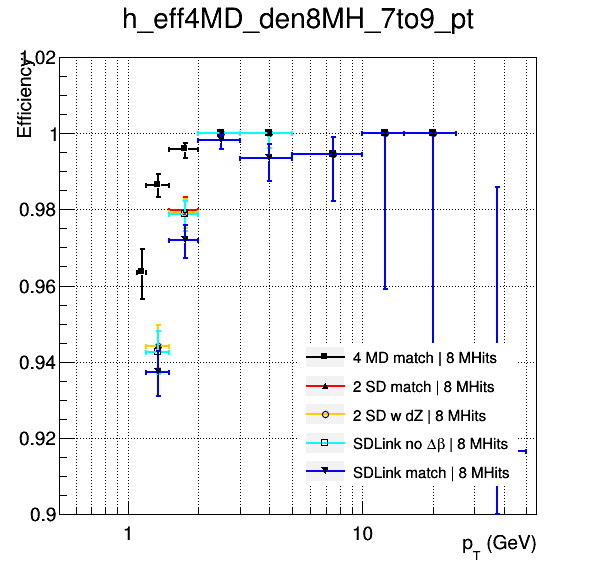 h_eff4MD_den8MH_7to9_pt
Efficiency
1.02
1
0.98
0.96
0.94
0.92
0.9
4 MD match | 8 MHits
2 SD match | 8 MHits
2 SD w dZ | 8 MHits
SDLink no Δβ | 8 MHits
SDLink match | 8 MHits
1
10
p_T (GeV)